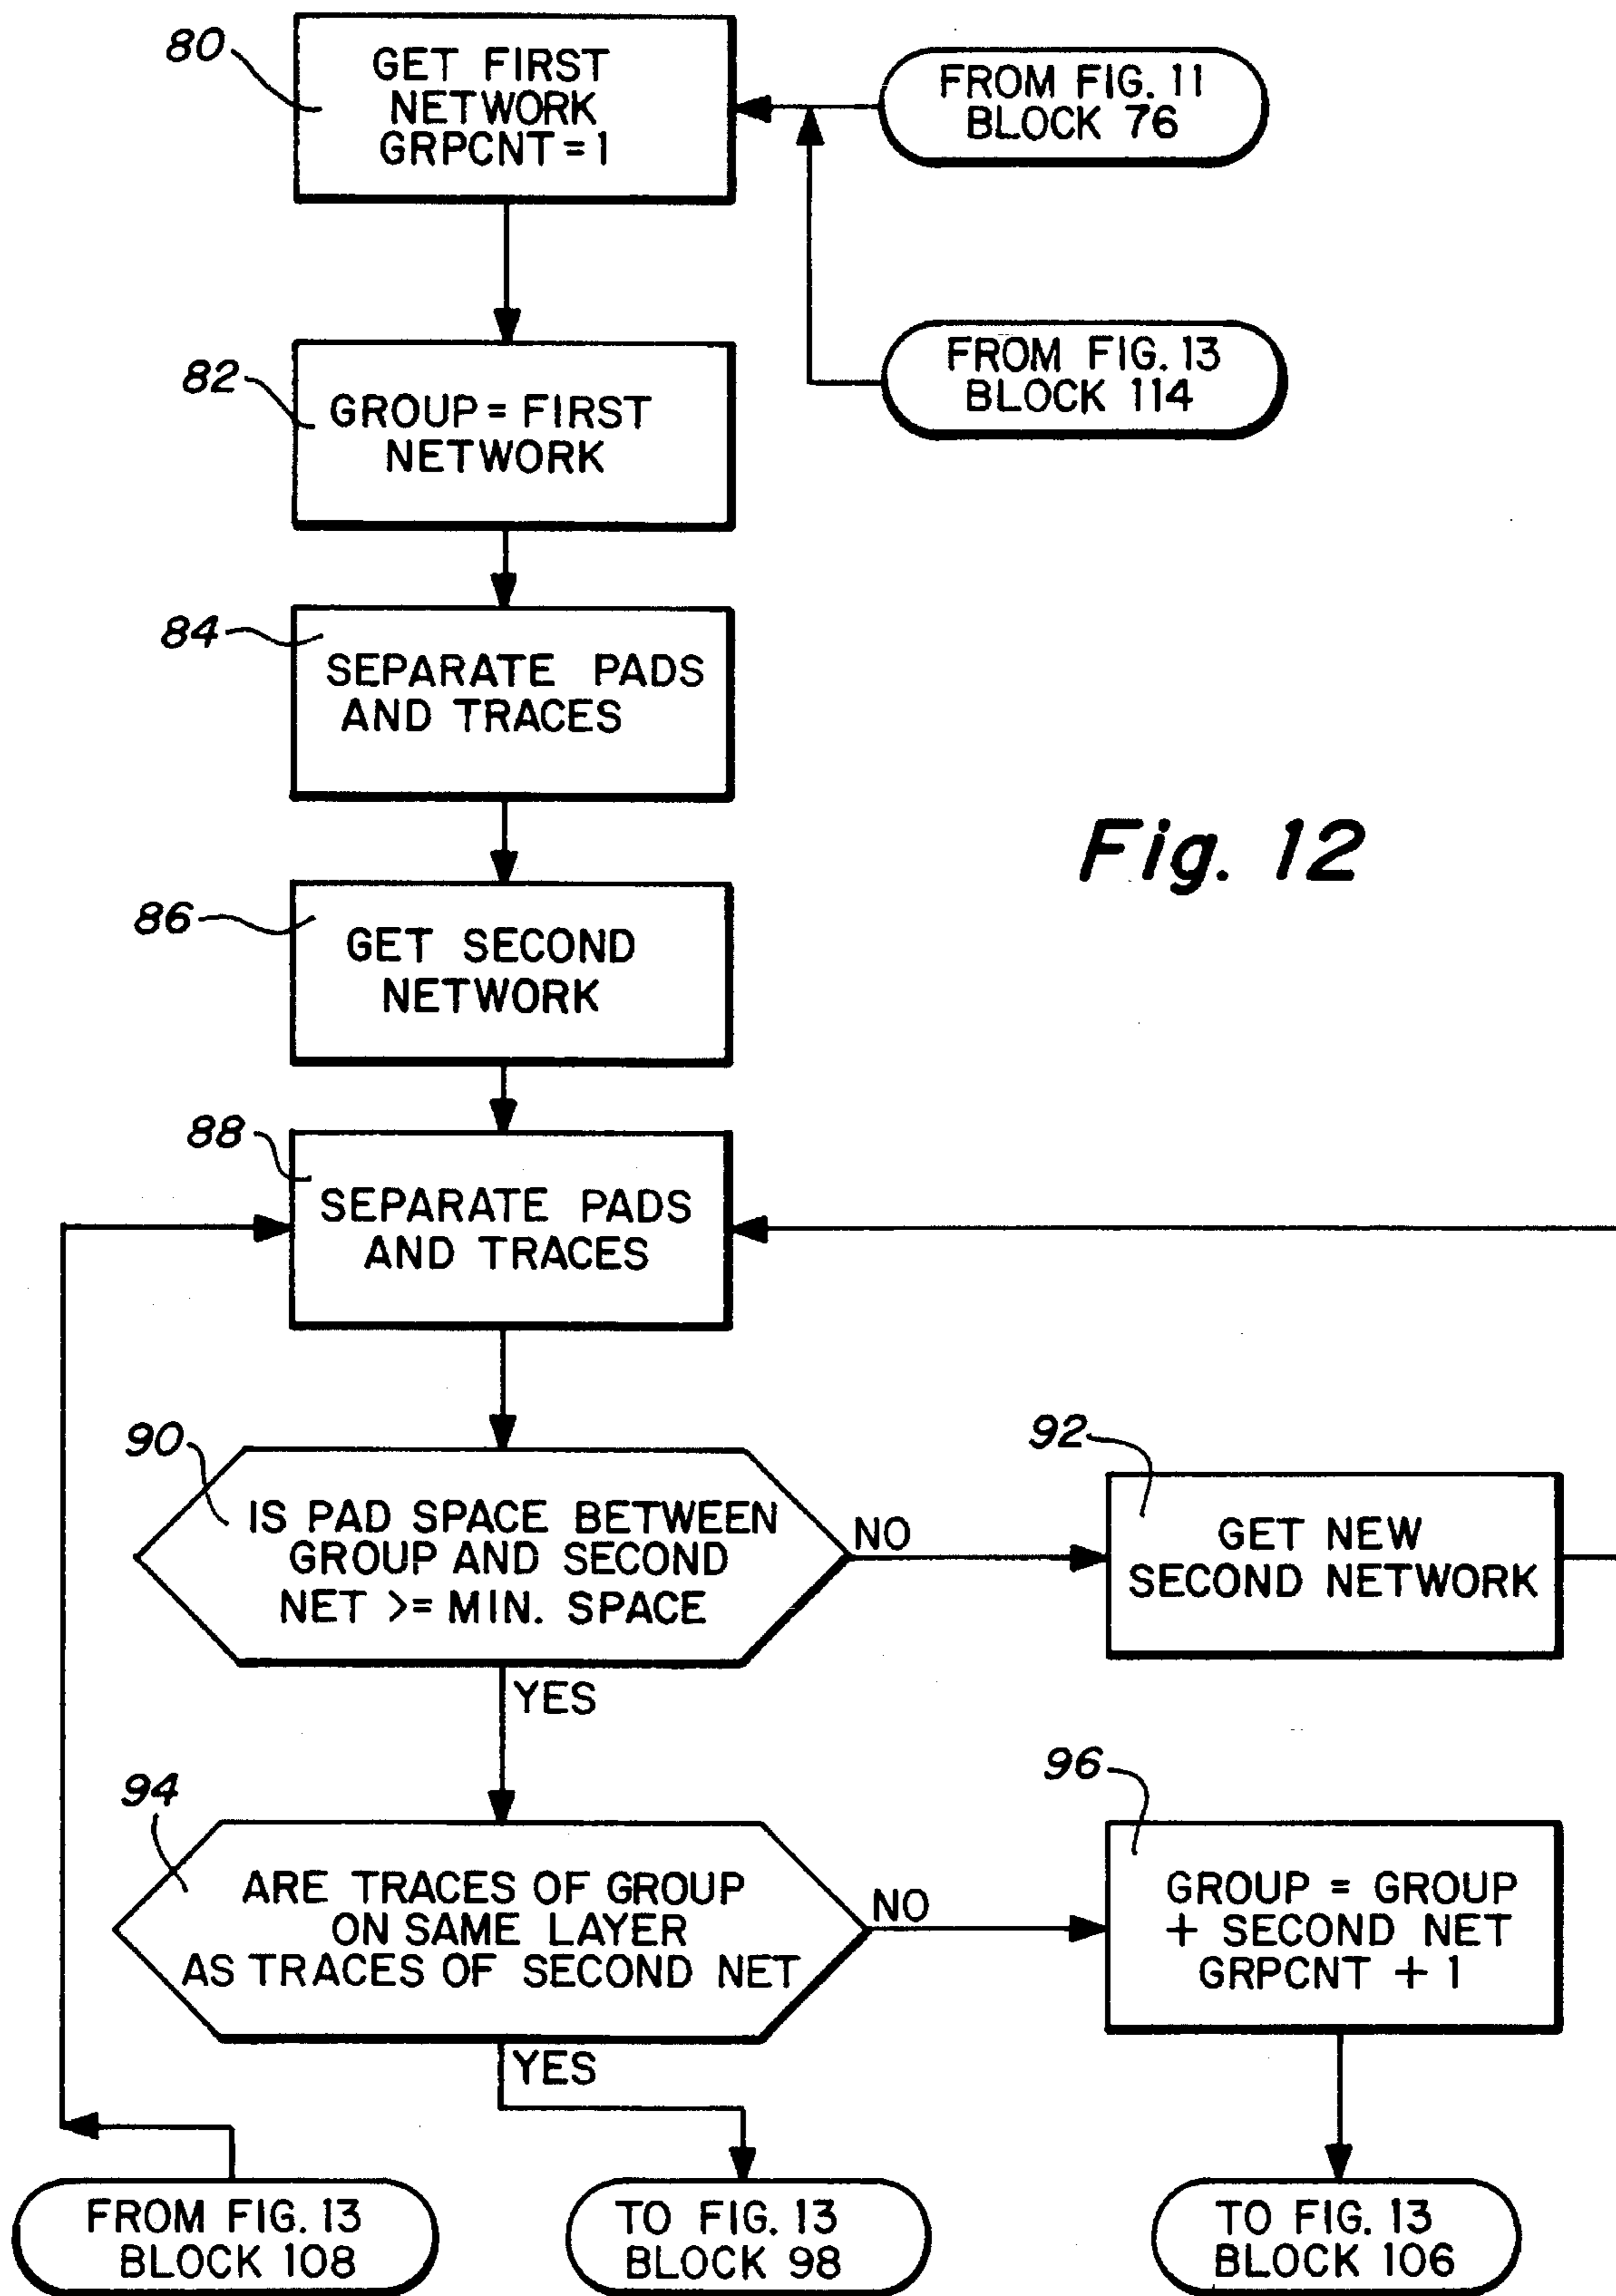 80
GET FIRST
NETWORK
GRPCNT = 1
FROM FIG. 11
BLOCK 76
82
GROUP = FIRST
NETWORK
FROM FIG. 13
BLOCK 114
84
SEPARATE PADS
AND TRACES
Fig. 12
86
GET SECOND
NETWORK
88
SEPARATE PADS
AND TRACES
90
IS PAD SPACE BETWEEN
GROUP AND SECOND
NET >= MIN. SPACE
NO
92
GET NEW
SECOND NETWORK
YES
94
ARE TRACES OF GROUP
ON SAME LAYER
AS TRACES OF SECOND NET
NO
96
GROUP = GROUP
+ SECOND NET
GRPCNT + 1
YES
FROM FIG. 13
BLOCK 108
TO FIG. 13
BLOCK 98
TO FIG. 13
BLOCK 106